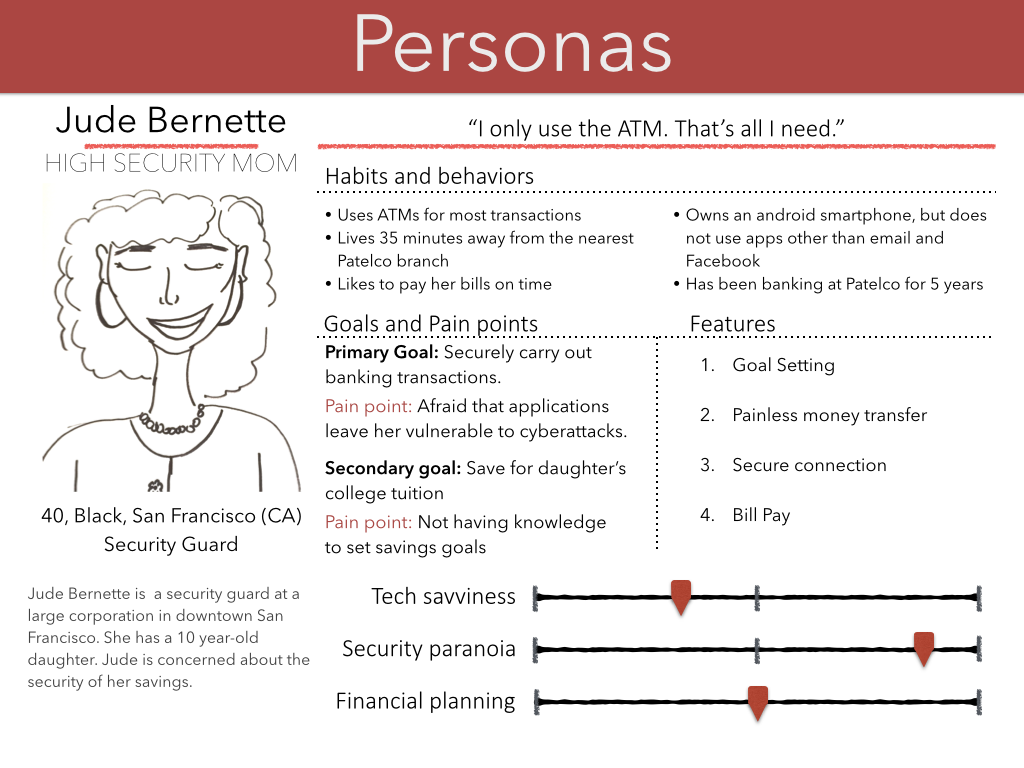 Personas
Jude Bernette
HIGH SECURITY MOM
40, Black, San Francisco (CA)
Security Guard
Jude Bernette is  a security guard at a
large corporation in downtown San
Francisco. She has a 10 year-old
daughter. Jude is concerned about the
security of her savings.
“I only use the ATM. That’s all I need.”
Habits and behaviors
• Uses ATMs for most transactions
• Lives 35 minutes away from the nearest
Patelco branch
• Likes to pay her bills on time
• Owns an android smartphone, but does
not use apps other than email and
Facebook
• Has been banking at Patelco for 5 years
Goals and Pain points
Primary Goal: Securely carry out
banking transactions.
Pain point: Afraid that applications
leave her vulnerable to cyberattacks.
Secondary goal: Save for daughter’s
college tuition
Pain point: Not having knowledge
to set savings goals
Features
1. Goal Setting
2. Painless money transfer
3. Secure connection
4. Bill Pay
Tech savviness
Security paranoia
Financial planning